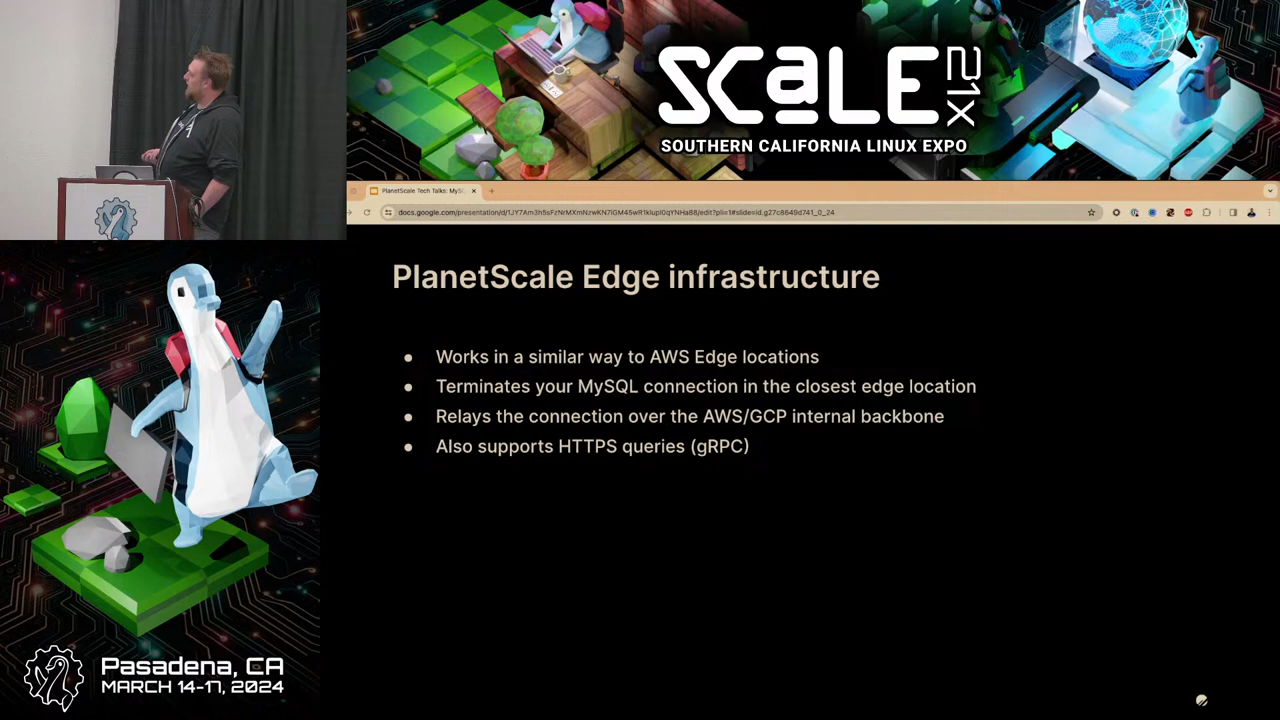 SCaLE 21X
SOUTHERN CALIFORNIA LINUX EXPO
PlanetScale Tech Talks: MyS
docs.google.com/presentation/d/1JY7Am3h5sFzNrMXmNzwKN7iGM45wR1kiupl0qYNHa88/edit?pli=1#slide=id.g27c8649d741_0_24
PlanetScale Edge infrastructure
● Works in a similar way to AWS Edge locations
● Terminates your MySQL connection in the closest edge location
● Relays the connection over the AWS/GCP internal backbone
● Also supports HTTPS queries (gRPC)
Pasadena, CA
MARCH 14-17, 2024